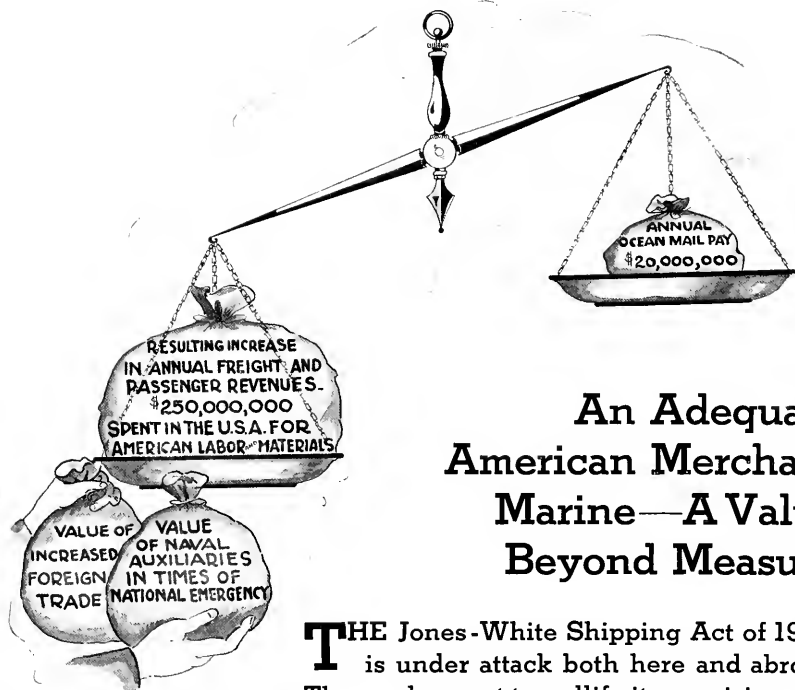 ANNUAL
OCEAN MAIL PAY
$20,000,000
RESULTING INCREASE
IN ANNUAL FREIGHT AND
PASSENGER REVENUES-
$250,000,000
SPENT IN THE U.S.A. FOR
AMERICAN LABOR AND MATERIALS
VALUE OF
INCREASED
FOREIGN
TRADE
VALUE
OF NAVAL
AUXILIARIES
IN TIMES OF
NATIONAL EMERGENCY
An Adequa
American Mercha
Marine—A Val
Beyond Measu
THE Jones-White Shipping Act of 19
is under attack both here and abro